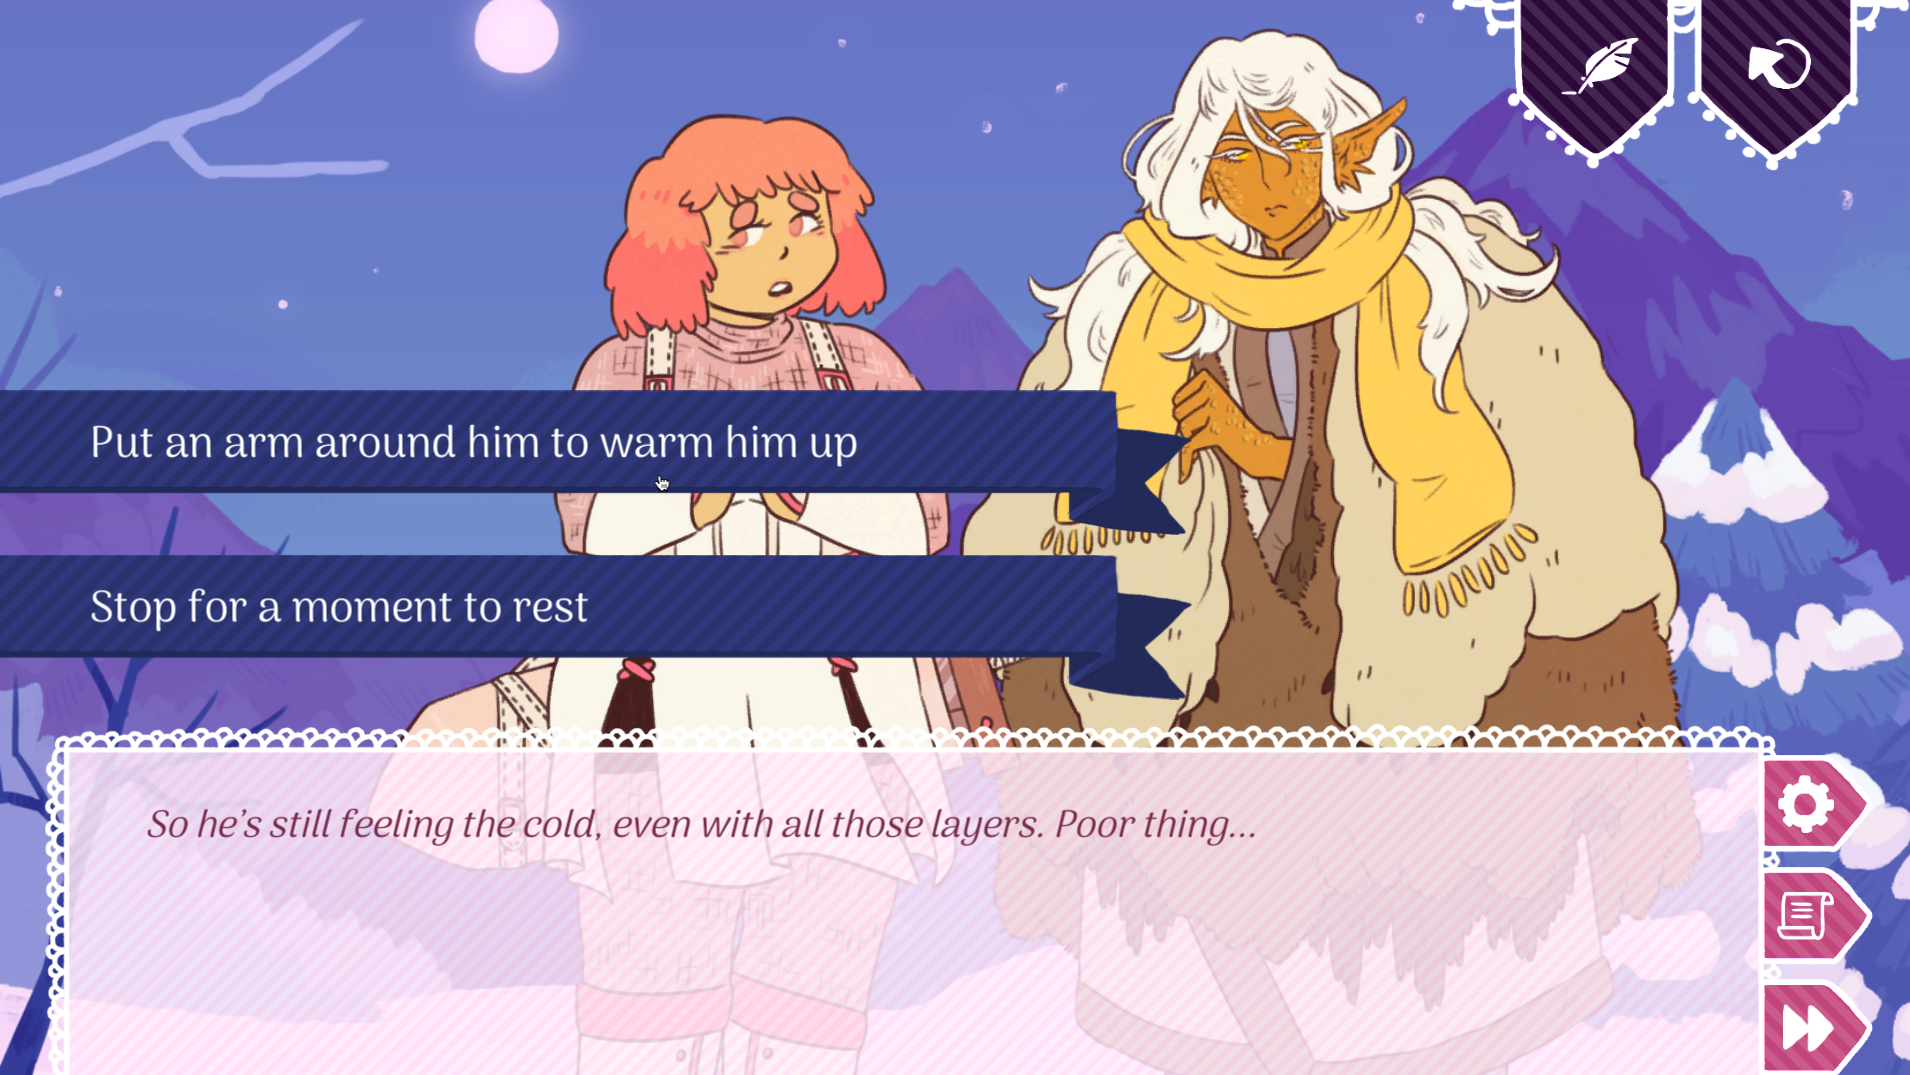 Put an arm around him to warm him up
Stop for a moment to rest
So he's still feeling the cold, even with all those layers. Poor thing...